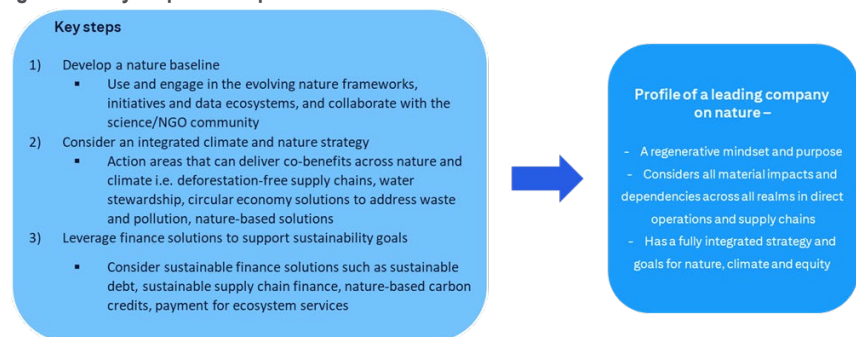 Key steps
1) Develop a nature baseline
▪ Use and engage in the evolving nature frameworks,
initiatives and data ecosystems, and collaborate with the
science/NGO community
2) Consider an integrated climate and nature strategy
▪ Action areas that can deliver co-benefits across nature and
climate i.e. deforestation-free supply chains, water
stewardship, circular economy solutions to address waste
and pollution, nature-based solutions
3) Leverage finance solutions to support sustainability goals
▪ Consider sustainable finance solutions such as sustainable
debt, sustainable supply chain finance, nature-based carbon
credits, payment for ecosystem services
Profile of a leading company
on nature –
- A regenerative mindset and purpose
- Considers all material impacts and
dependencies across all realms in direct
operations and supply chains
- Has a fully integrated strategy and
goals for nature, climate and equity